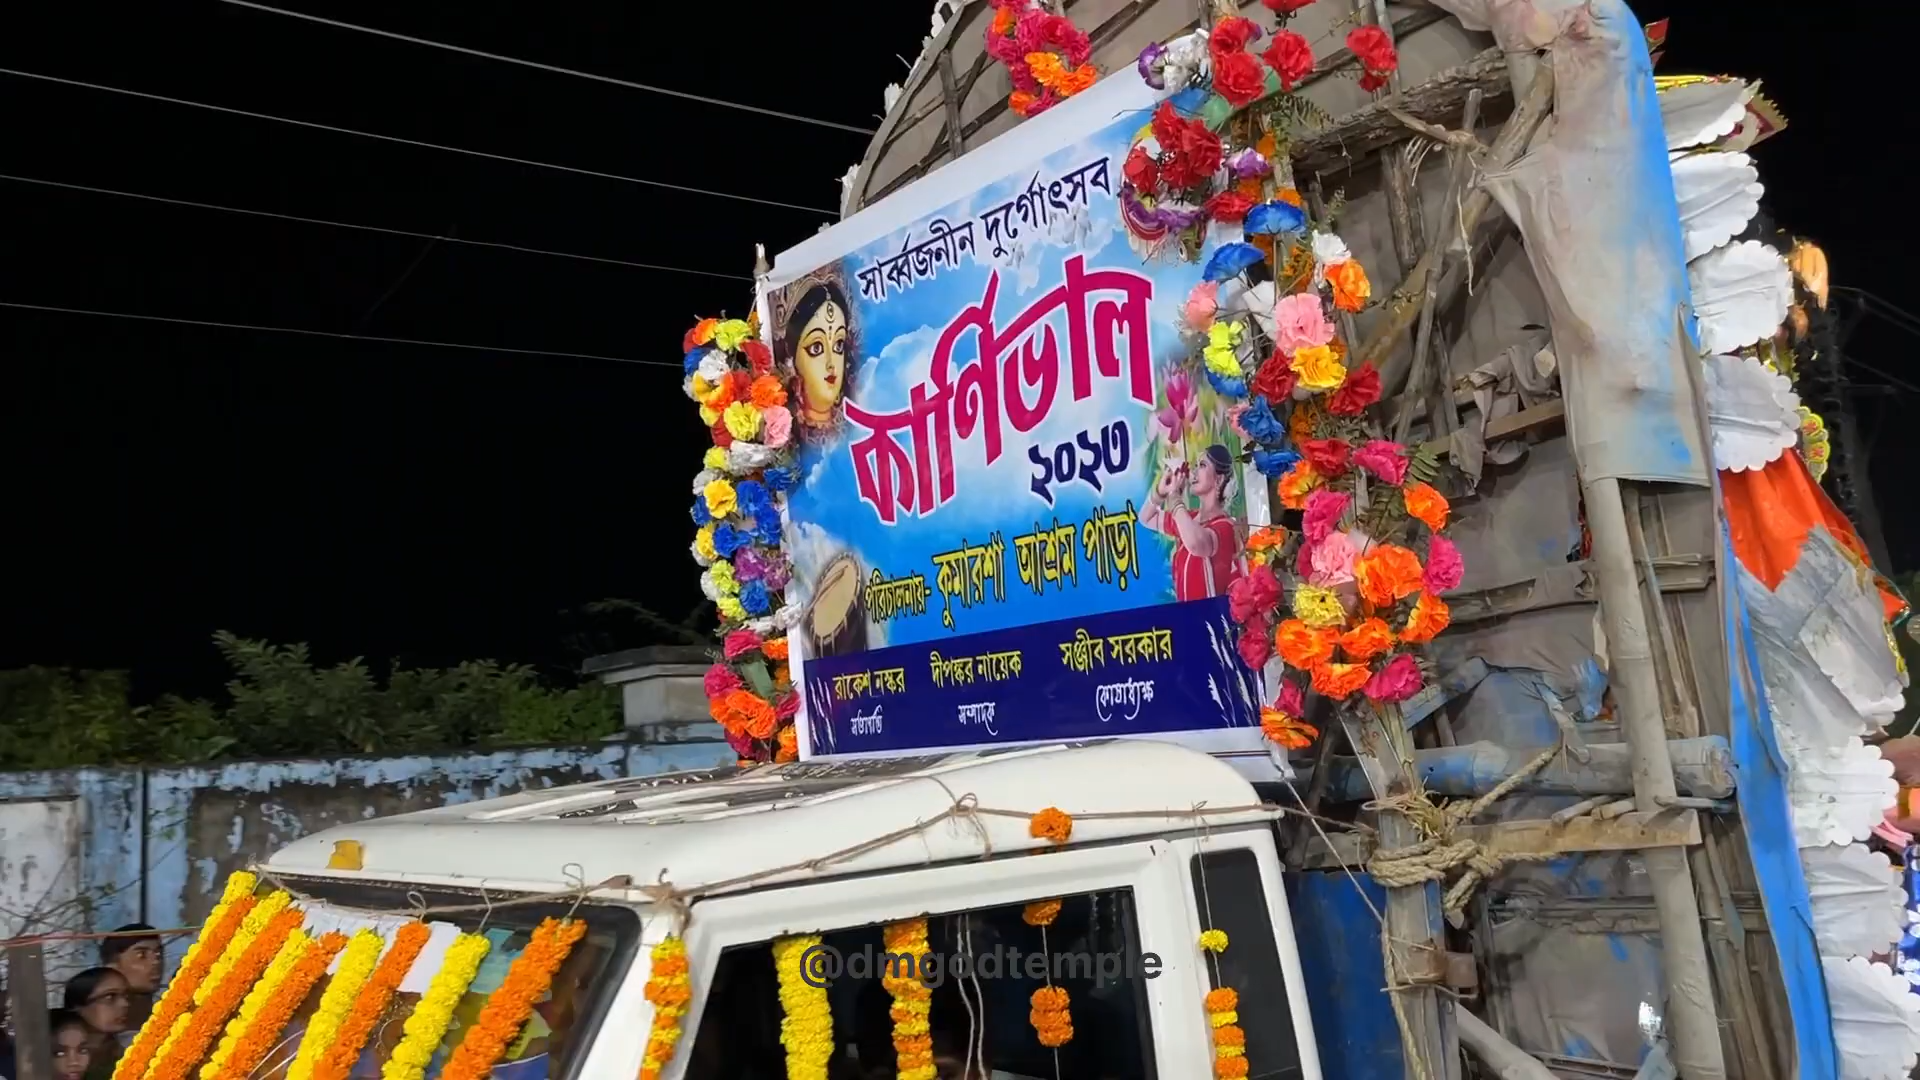 সার্ব্বজনীন দুর্গোৎসব
কার্ণিভাল
২০২৩
পরিচালনায়- কুমারশা আশ্রম পাড়া
রাকেশ নস্কর দীপঙ্কর নায়েক সঞ্জীব সরকার
সভাপতি সম্পাদক কোষাধ্যক্ষ
@dmgodtemple